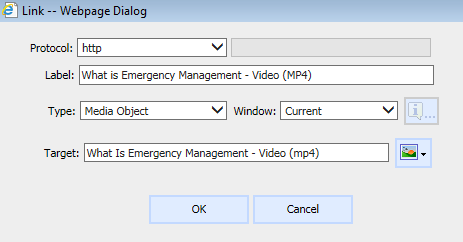 Link -- Webpage Dialog
Protocol: http
Label: What is Emergency Management - Video (MP4)
Type: Media Object Window: Current i ...
Target: What Is Emergency Management - Video (mp4)
OK Cancel